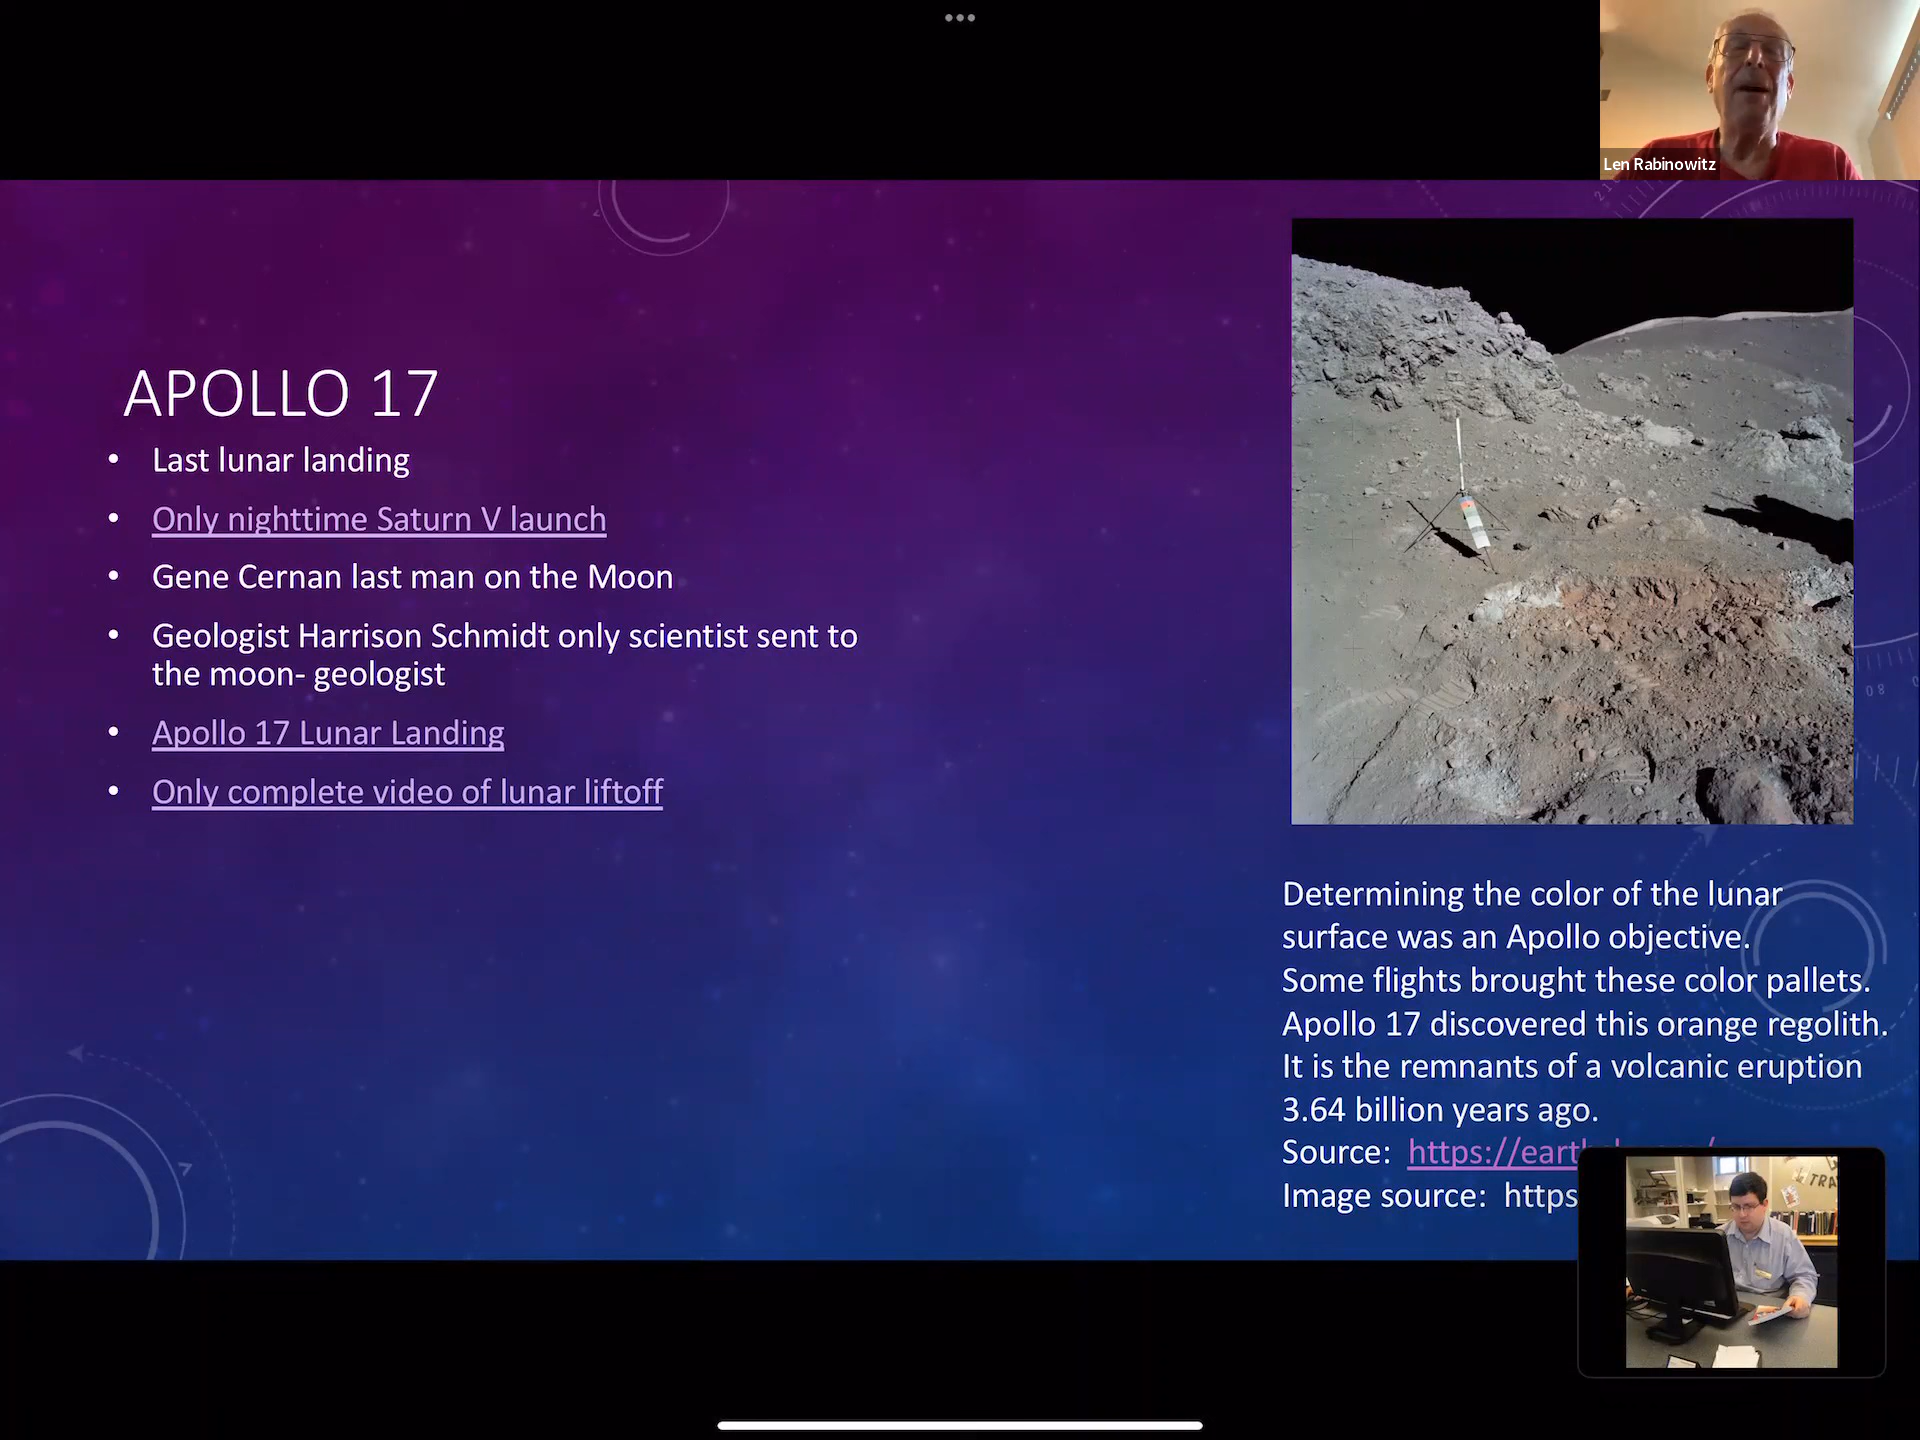 Len Rabinowitz
APOLLO 17
• Last lunar landing
• Only nighttime Saturn V launch
• Gene Cernan last man on the Moon
• Geologist Harrison Schmidt only scientist sent to
the moon- geologist
• Apollo 17 Lunar Landing
• Only complete video of lunar liftoff
Determining the color of the lunar
surface was an Apollo objective.
Some flights brought these color pallets.
Apollo 17 discovered this orange regolith.
It is the remnants of a volcanic eruption
3.64 billion years ago.
Source: https://eart
Image source: https
80